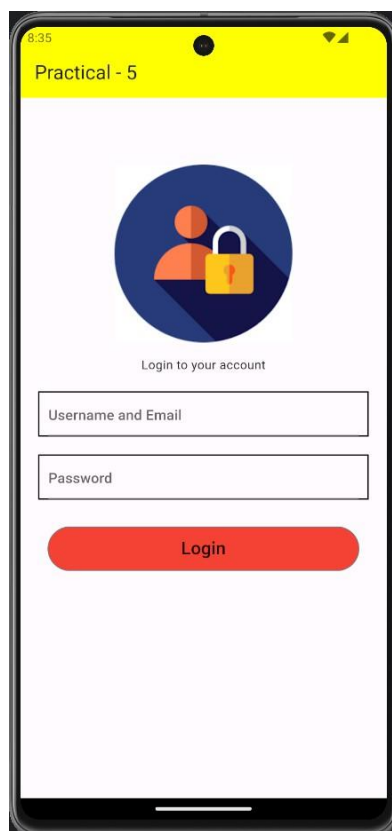 8:35
Practical - 5
Login to your account
Username and Email
Password
Login